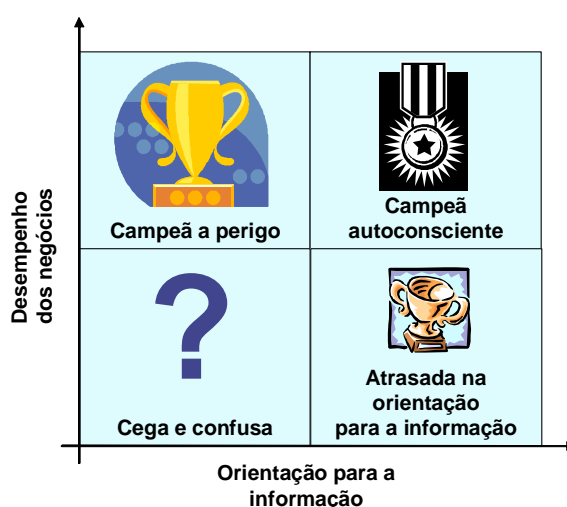 Desempenho
dos negócios
Campeã a perigo
Campeã
autoconsciente
?
Cega e confusa
Atrasada na
orientação
para a informação
Orientação para a
informação